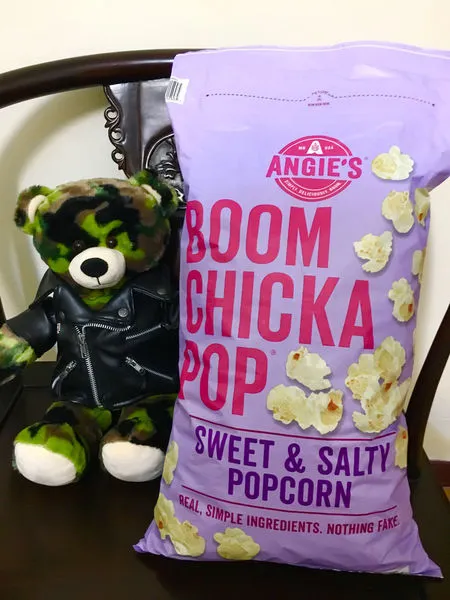 ANGIE'S
BOOM
CHICKA
POP®
SWEET & SALTY
POPCORN
REAL, SIMPLE INGREDIENTS. NOTHING FAKE.